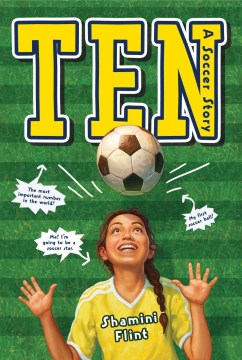 TEN
A Soccer Story
The most
important number
in the world!
My first
soccer ball!
Me! I'm
going to be a
soccer star.
Shamini
Flint